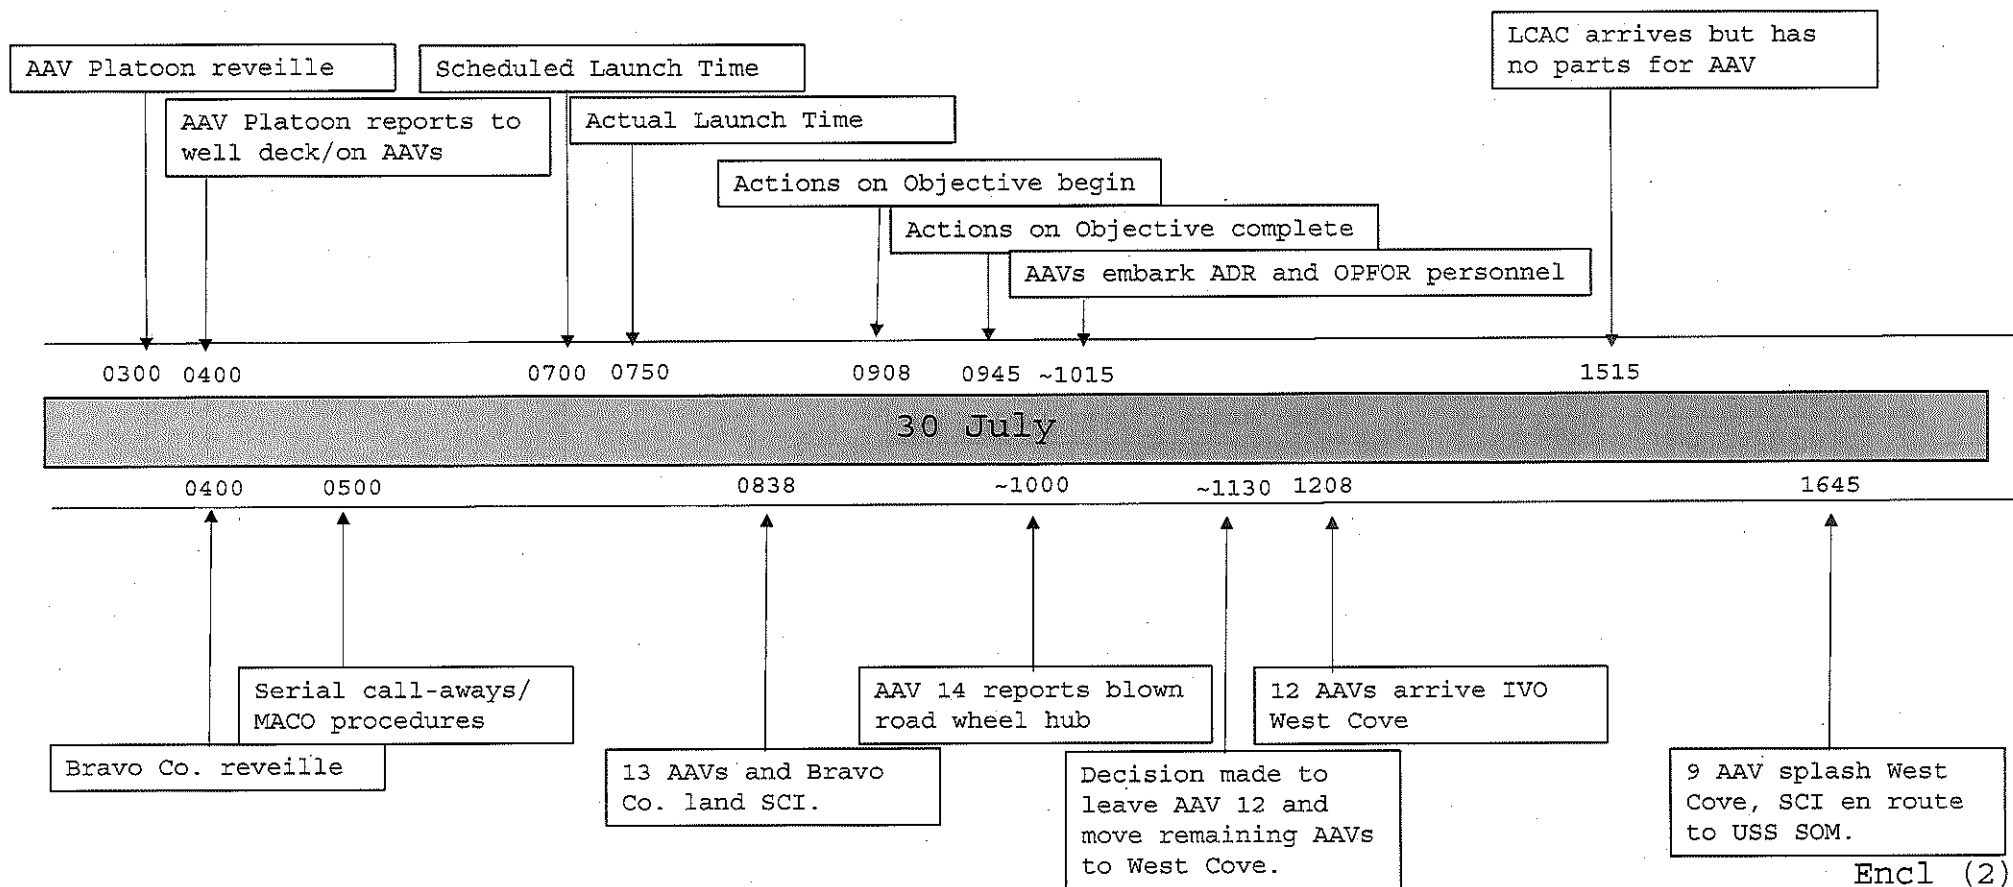 LCAC arrives but has
no parts for AAV
AAV Platoon reveille
Scheduled Launch Time
AAV Platoon reports to
well deck/on AAVs
Actual Launch Time
Actions on Objective begin
Actions on Objective complete
AAVs embark ADR and OPFOR personnel
0300 0400 0700 0750 0908 0945 ~1015 1515
30 July
0400 0500 0838 ~1000 ~1130 1208 1645
Serial call-aways/
MACO procedures
Bravo Co. reveille
13 AAVs and Bravo
Co. land SCI.
AAV 14 reports blown
road wheel hub
Decision made to
leave AAV 12 and
move remaining AAVs
to West Cove.
12 AAVs arrive IVO
West Cove
9 AAV splash West
Cove, SCI en route
to USS SOM.
Encl (2)